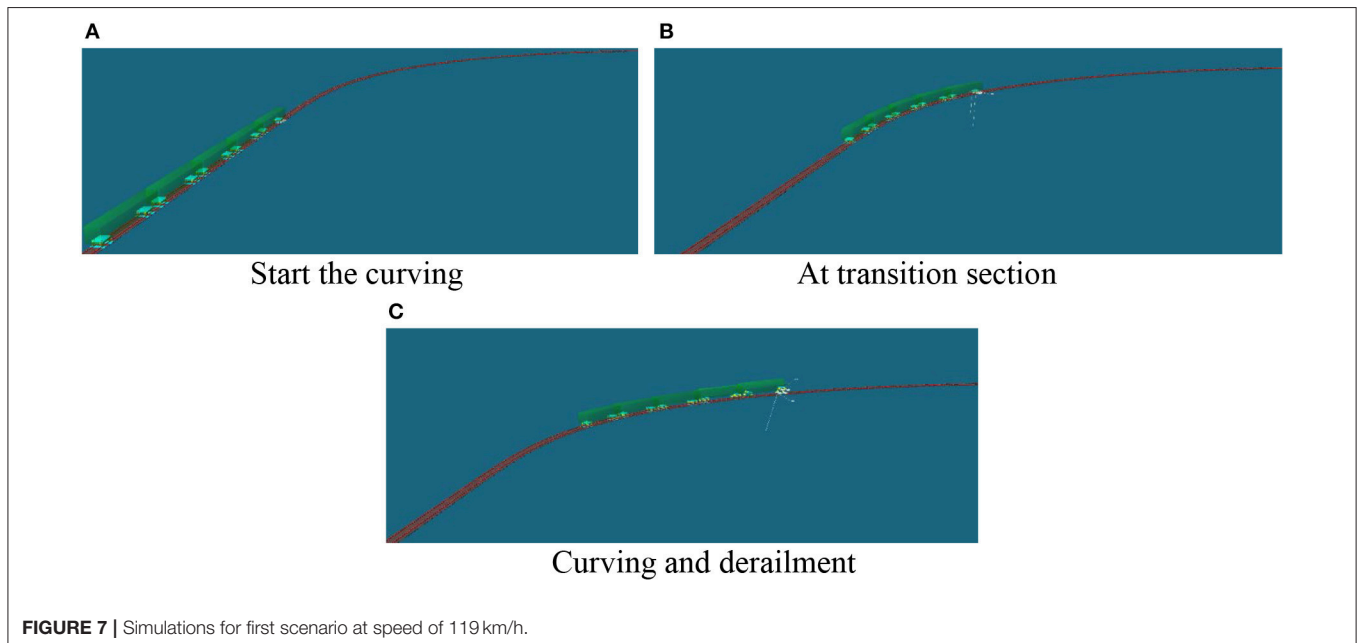 A
B
Start the curving
At transition section
C
Curving and derailment
FIGURE 7 | Simulations for first scenario at speed of 119 km/h.